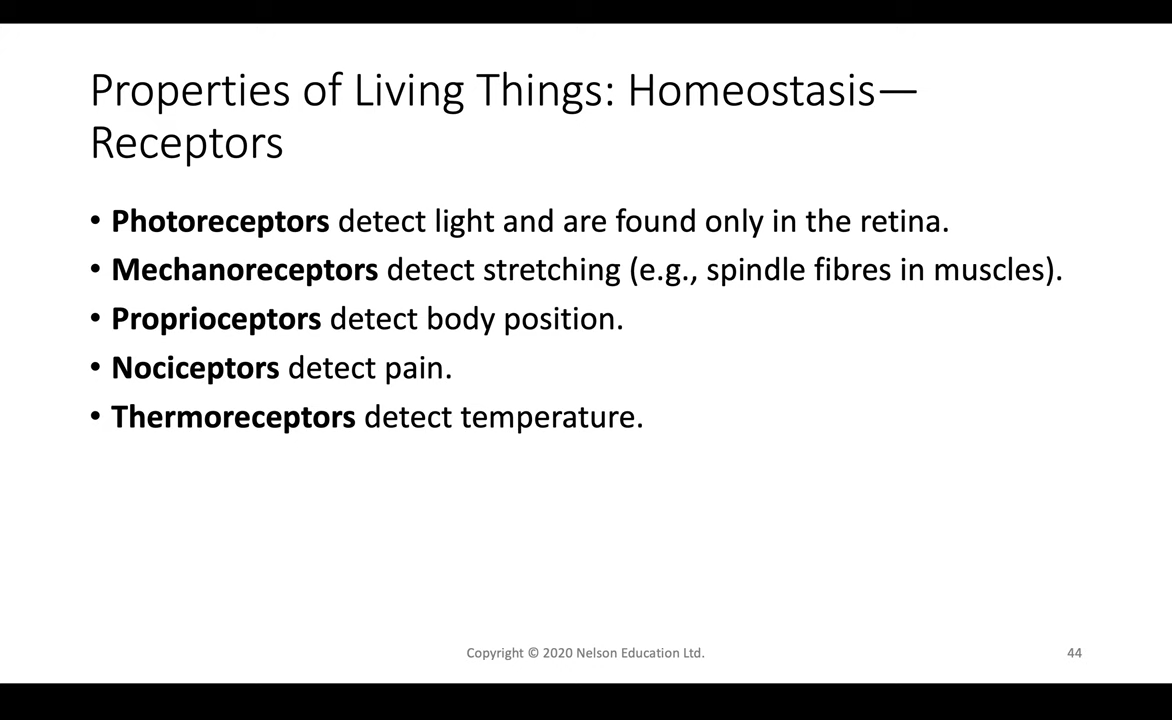 Properties of Living Things: Homeostasis—
Receptors
• Photoreceptors detect light and are found only in the retina.
• Mechanoreceptors detect stretching (e.g., spindle fibres in muscles).
• Proprioceptors detect body position.
• Nociceptors detect pain.
• Thermoreceptors detect temperature.
Copyright © 2020 Nelson Education Ltd.
44